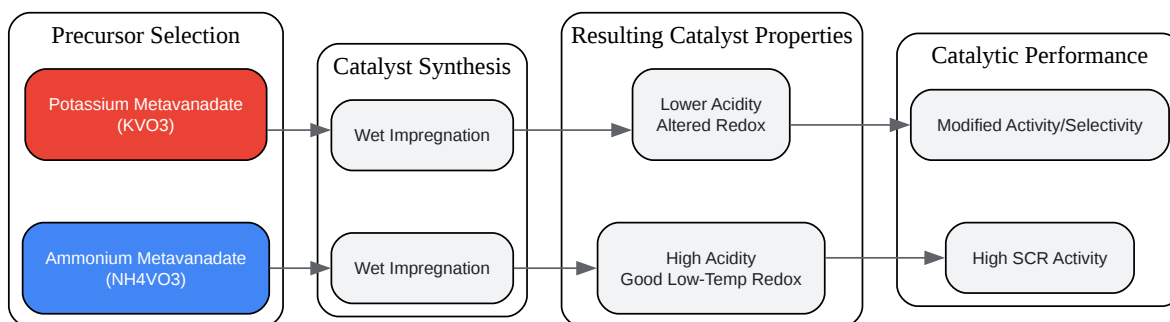 Precursor Selection
Potassium Metavanadate
(KVO3)
Ammonium Metavanadate
(NH4VO3)
Catalyst Synthesis
Wet Impregnation
Wet Impregnation
Resulting Catalyst Properties
Lower Acidity
Altered Redox
High Acidity
Good Low-Temp Redox
Catalytic Performance
Modified Activity/Selectivity
High SCR Activity